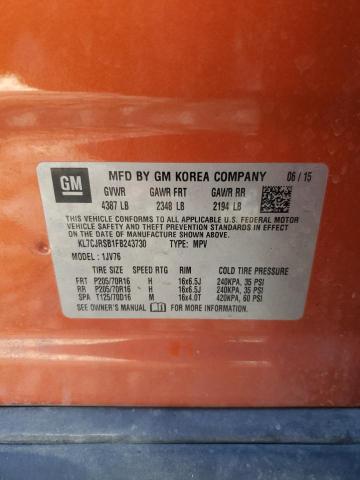 GM
MFD BY GM KOREA COMPANY 06 / 15
GVWR GAWR FRT GAWR RR
4387 LB 2348 LB 2194 LB
THIS VEHICLE CONFORMS TO ALL APPLICABLE U.S. FEDERAL MOTOR
VEHICLE SAFETY, BUMPER, AND THEFT PREVENTION STANDARDS
IN EFFECT ON THE DATE OF MANUFACTURE SHOWN ABOVE.
KL7CJRSB1FB243730 TYPE: MPV
MODEL : 1JV76
TIRE SIZE SPEED RTG RIM COLD TIRE PRESSURE
FRT P205/70R16 H 16x6.5J 240KPA, 35 PSI
RR P205/70R16 H 16x6.5J 240KPA, 35 PSI
SPA T125/70D16 M 16x4.0T 420KPA, 60 PSI
SEE OWNER'S MANUAL FOR MORE INFORMATION.